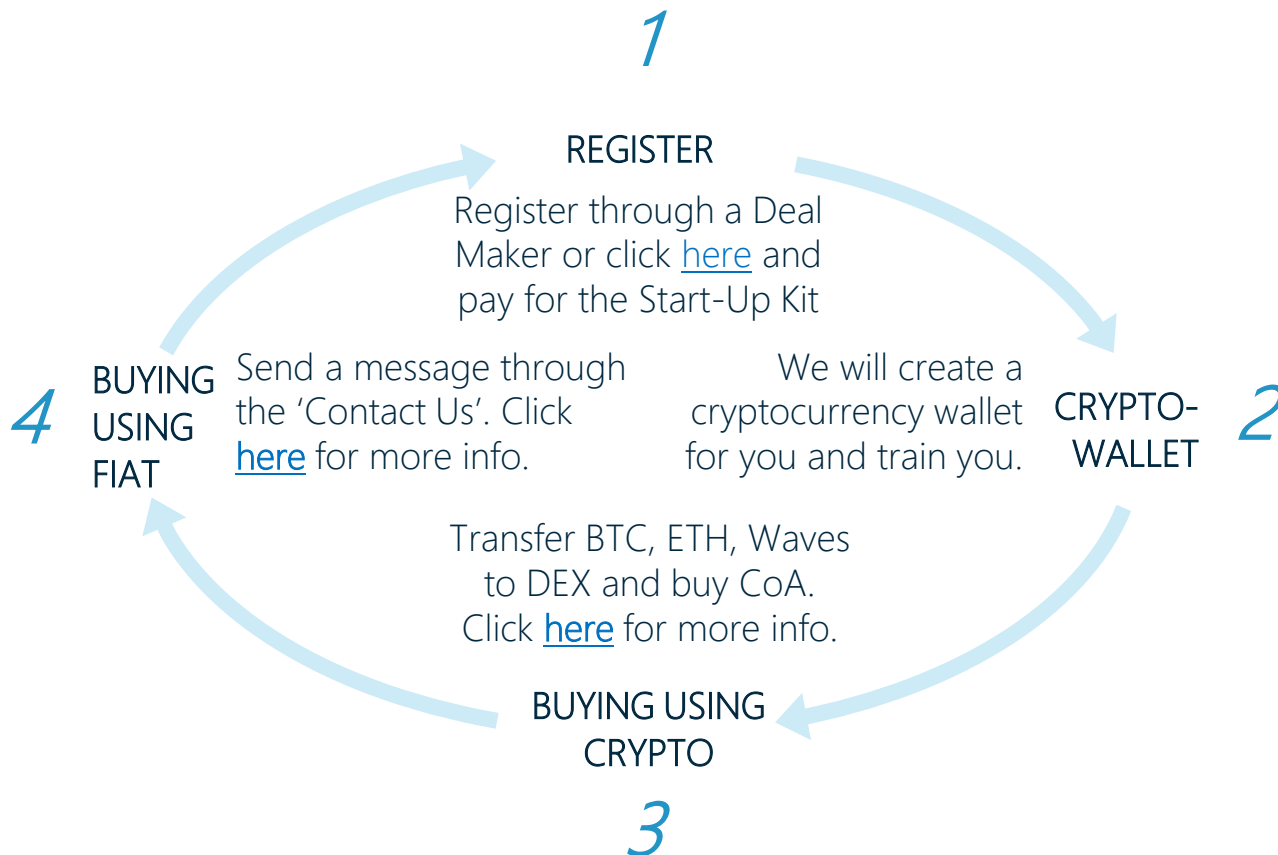 1
REGISTER
Register through a Deal
Maker or click here and
pay for the Start-Up Kit
2
CRYPTO-
WALLET
We will create a
cryptocurrency wallet
for you and train you.
Transfer BTC, ETH, Waves
to DEX and buy CoA.
Click here for more info.
BUYING USING
CRYPTO
3
4
BUYING
USING
FIAT
Send a message through
the ‘Contact Us’. Click
here for more info.